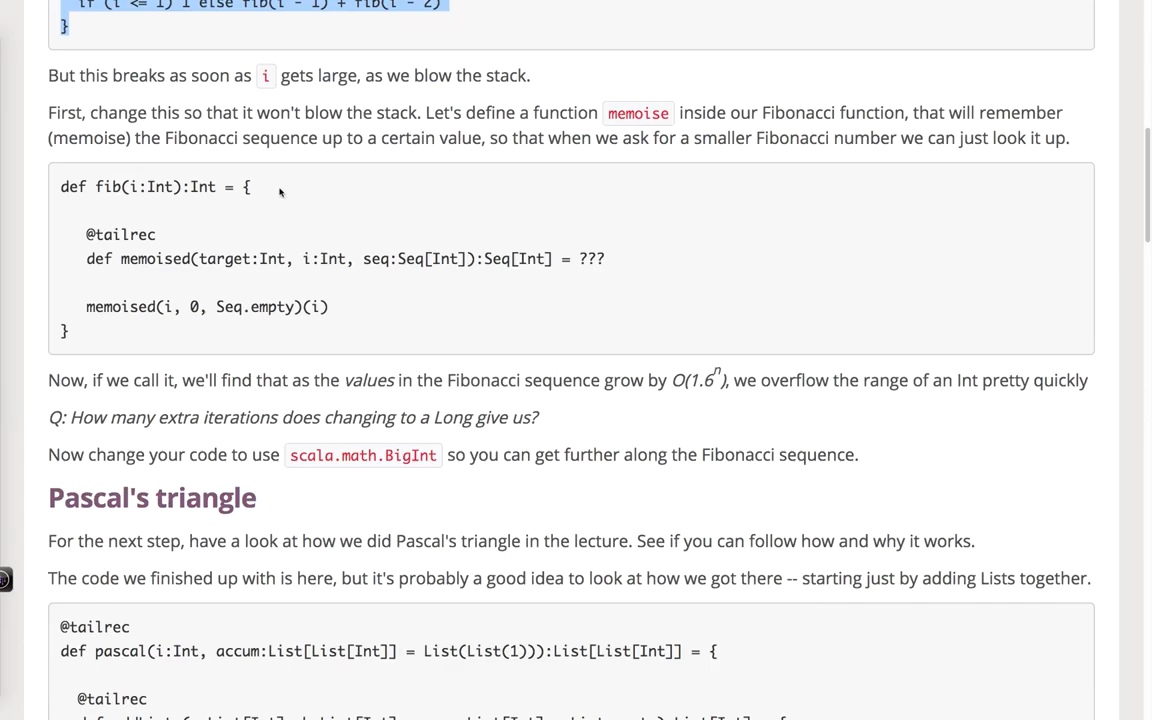 if (i <= 1) 1 else fib(i - 1) + fib(i - 2)
}
But this breaks as soon as i gets large, as we blow the stack.
First, change this so that it won't blow the stack. Let's define a function memoise inside our Fibonacci function, that will remember
(memoise) the Fibonacci sequence up to a certain value, so that when we ask for a smaller Fibonacci number we can just look it up.
def fib(i:Int):Int = {
@tailrec
def memoised(target:Int, i:Int, seq:Seq[Int]):Seq[Int] = ???
memoised(i, 0, Seq.empty)(i)
}
Now, if we call it, we'll find that as the values in the Fibonacci sequence grow by O(1.6^n), we overflow the range of an Int pretty quickly
Q: How many extra iterations does changing to a Long give us?
Now change your code to use scala.math.BigInt so you can get further along the Fibonacci sequence.
Pascal's triangle
For the next step, have a look at how we did Pascal's triangle in the lecture. See if you can follow how and why it works.
The code we finished up with is here, but it's probably a good idea to look at how we got there -- starting just by adding Lists together.
@tailrec
def pascal(i:Int, accum:List[List[Int]] = List(List(1))):List[List[Int]] = {
@tailrec